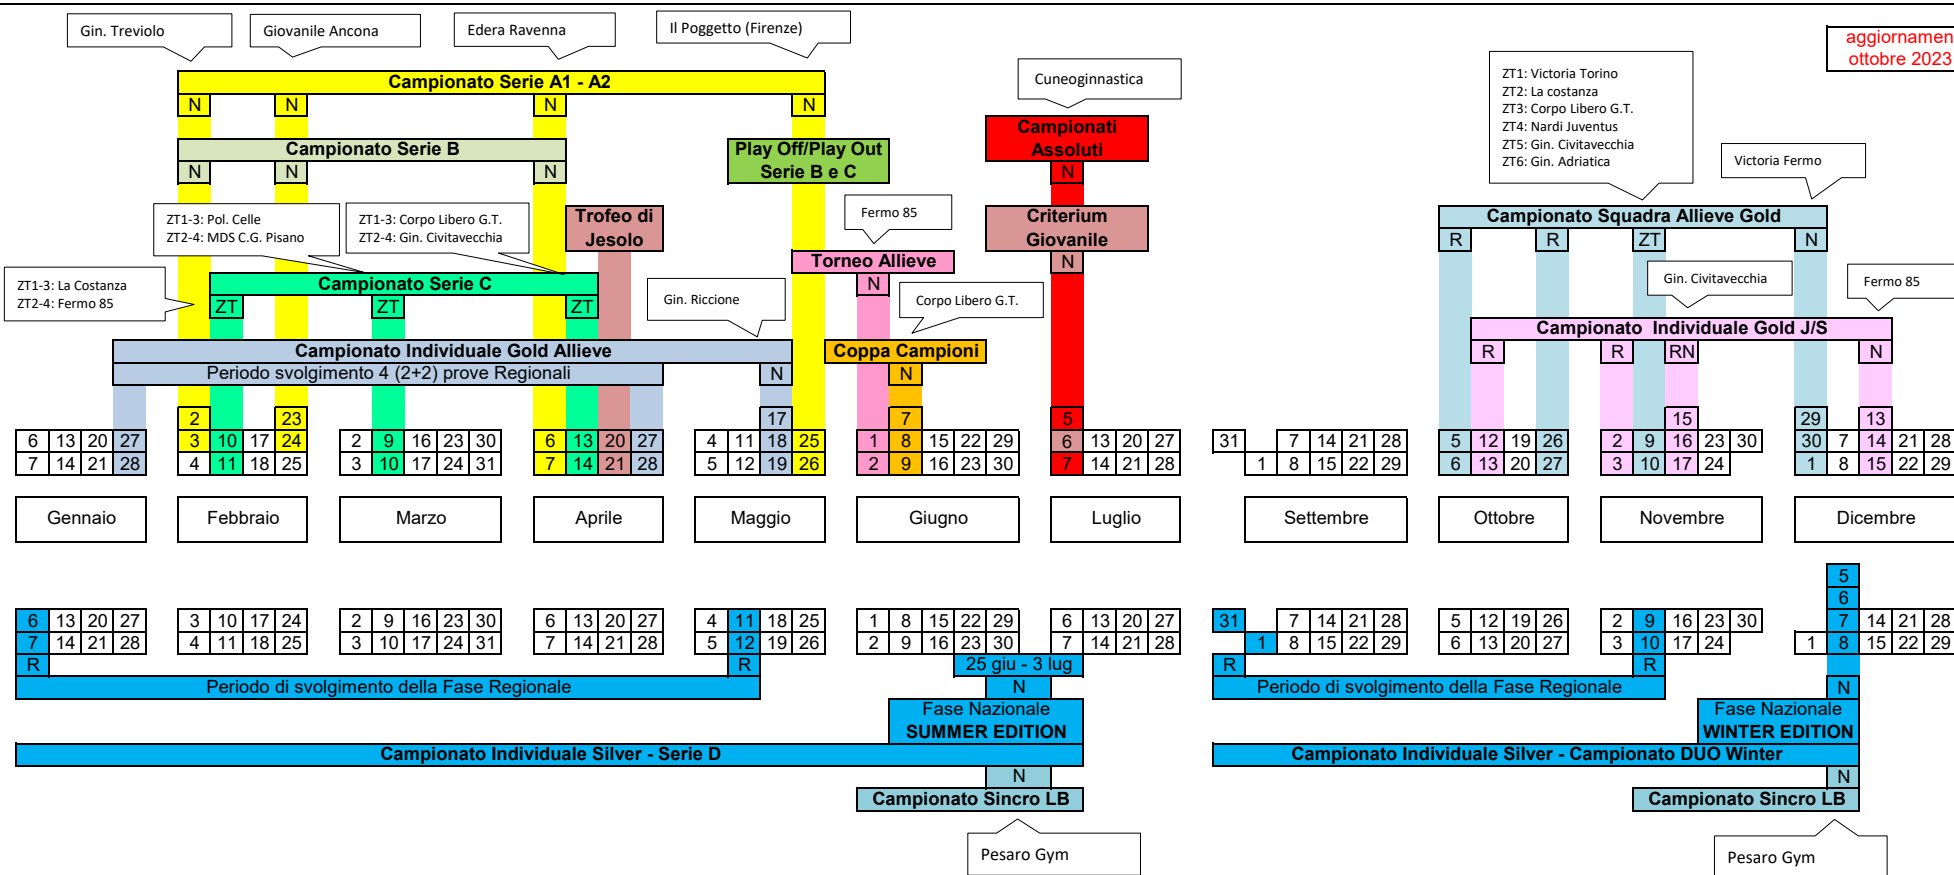 Gin. Treviolo
Giovanile Ancona
Edera Ravenna
Il Poggetto (Firenze)
aggiornamen
ottobre 2023
Campionato Serie A1 - A2
N N N N
Cuneoginnastica
ZT1: Victoria Torino
ZT2: La costanza
ZT3: Corpo Libero G.T.
ZT4: Nardi Juventus
ZT5: Gin. Civitavecchia
ZT6: Gin. Adriatica
Campionato Serie B
N N N
Play Off/Play Out
Serie B e C
Campionati
Assoluti
N
Victoria Fermo
ZT1-3: Pol. Celle
ZT2-4: MDS C.G. Pisano
ZT1-3: Corpo Libero G.T.
ZT2-4: Gin. Civitavecchia
Trofeo di
Jesolo
Fermo 85
Criterium
Giovanile
N
Campionato Squadra Allieve Gold
R R ZT N
Torneo Allieve
N
ZT1-3: La Costanza
ZT2-4: Fermo 85
Campionato Serie C
ZT ZT ZT
Gin. Riccione
Corpo Libero G.T.
Gin. Civitavecchia
Fermo 85
Campionato Individuale Gold J/S
R R RN N
Campionato Individuale Gold Allieve
Periodo svolgimento 4 (2+2) prove Regionali N
Coppa Campioni
N
2 23 17 7 5 15 29 13
6 13 20 27 3 10 17 24 2 9 16 23 30 6 13 20 27 4 11 18 25 1 8 15 22 29 6 13 20 27 31 7 14 21 28 5 12 19 26 2 9 16 23 30 30 7 14 21 28
7 14 21 28 4 11 18 25 3 10 17 24 31 7 14 21 28 5 12 19 26 2 9 16 23 30 7 14 21 28 1 8 15 22 29 6 13 20 27 3 10 17 24 1 8 15 22 29
Gennaio Febbraio Marzo Aprile Maggio Giugno Luglio Settembre Ottobre Novembre Dicembre
5
6
6 13 20 27 3 10 17 24 2 9 16 23 30 6 13 20 27 4 11 18 25 1 8 15 22 29 6 13 20 27 31 7 14 21 28 5 12 19 26 2 9 16 23 30 7 14 21 28
7 14 21 28 4 11 18 25 3 10 17 24 31 7 14 21 28 5 12 19 26 2 9 16 23 30 7 14 21 28 1 8 15 22 29 6 13 20 27 3 10 17 24 1 8 15 22 29
R R 25 giu - 3 lug R R
Periodo di svolgimento della Fase Regionale N Periodo di svolgimento della Fase Regionale N
Fase Nazionale
SUMMER EDITION
Fase Nazionale
WINTER EDITION
Campionato Individuale Silver - Serie D
Campionato Individuale Silver - Campionato DUO Winter
N N
Campionato Sincro LB
Campionato Sincro LB
Pesaro Gym
Pesaro Gym